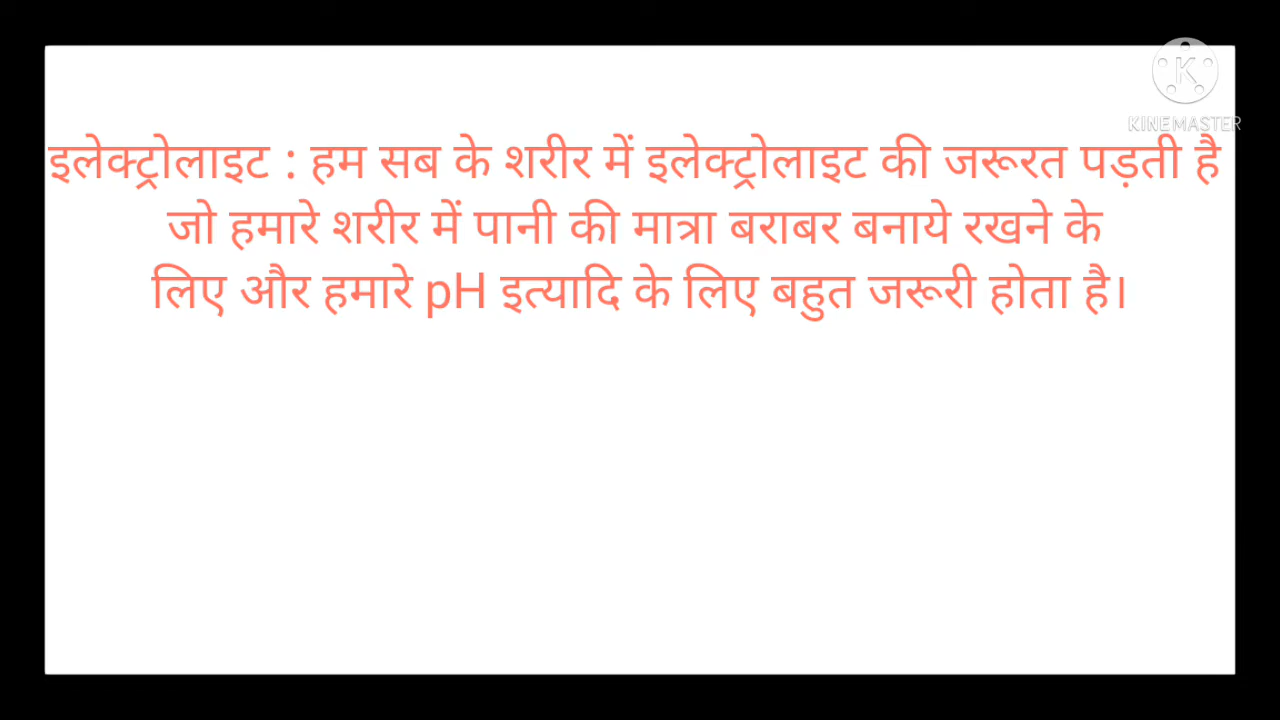 KINEMASTER
इलेक्ट्रोलाइट : हम सब के शरीर में इलेक्ट्रोलाइट की जरूरत पड़ती है
जो हमारे शरीर में पानी की मात्रा बराबर बनाये रखने के
लिए और हमारे pH इत्यादि के लिए बहुत जरूरी होता है।